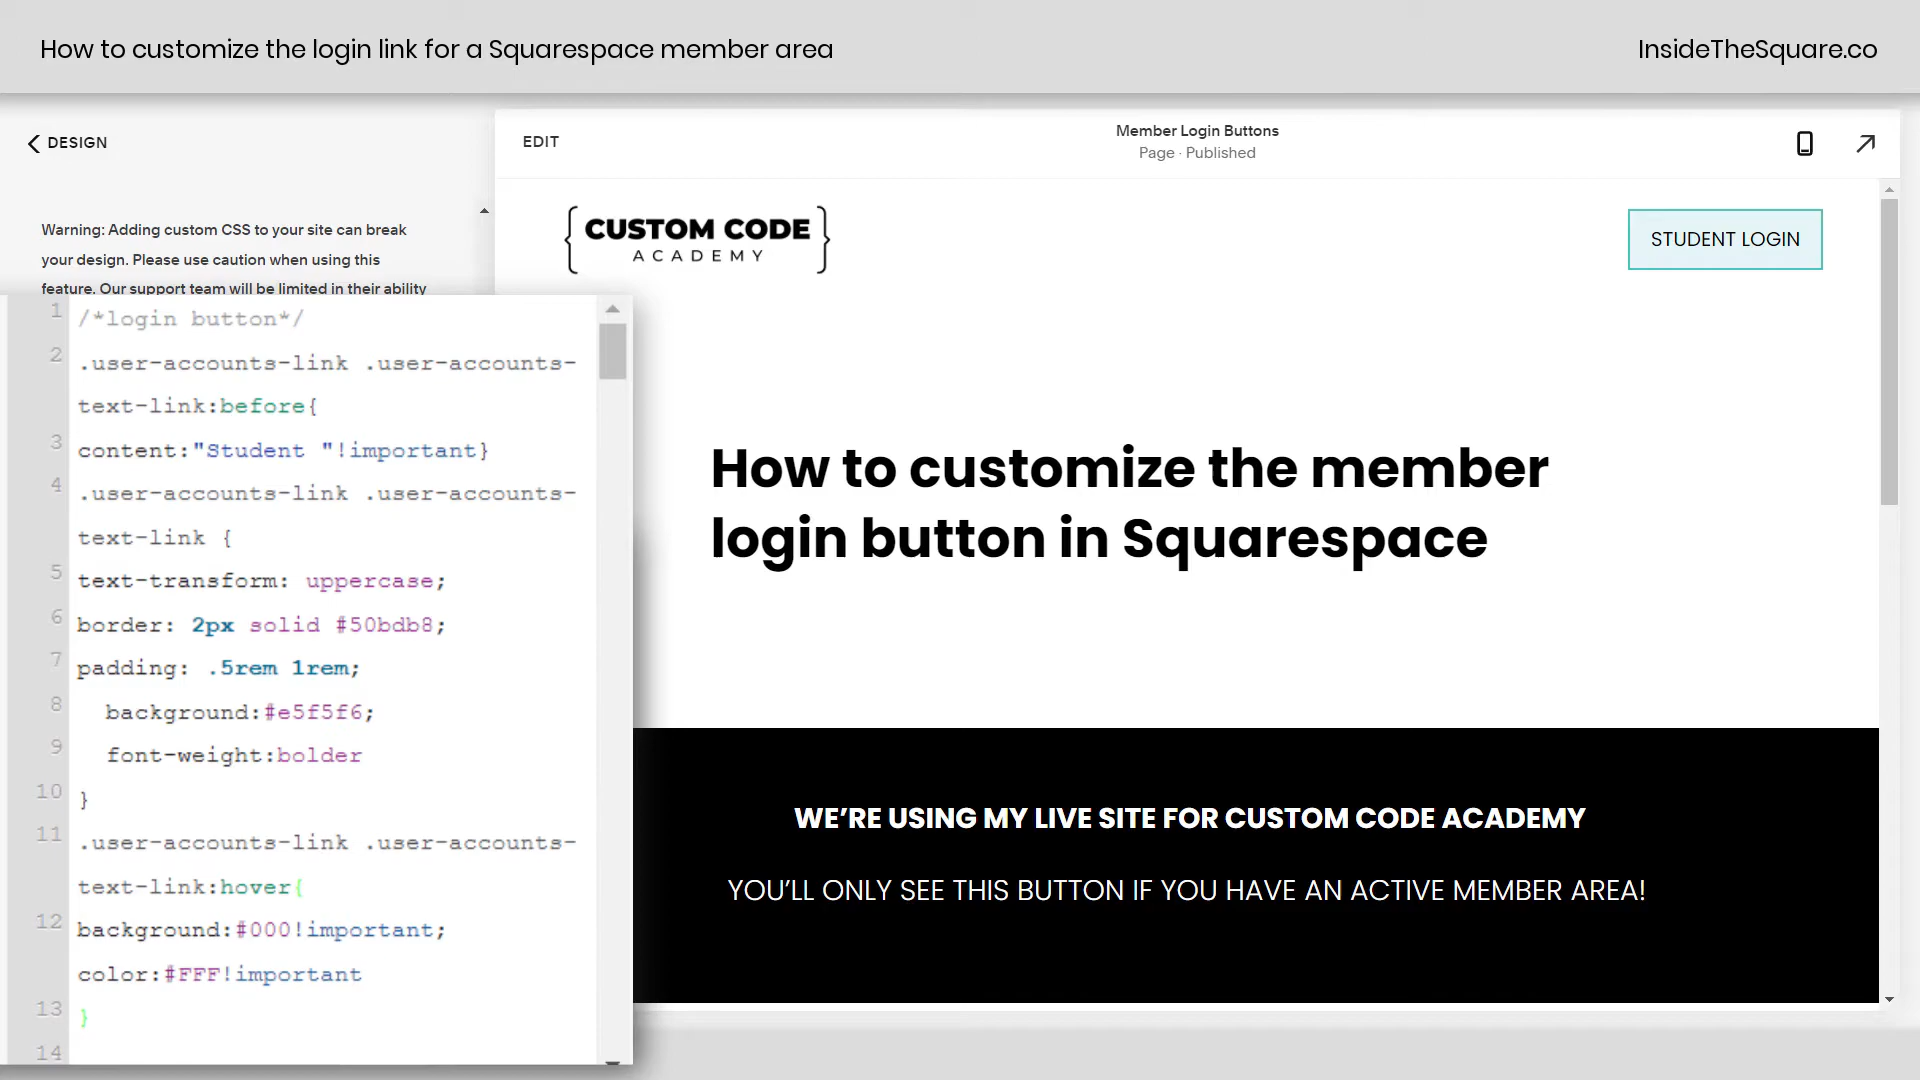 How to customize the login link for a Squarespace member area
InsideTheSquare.co
DESIGN
Warning: Adding custom CSS to your site can break
your design. Please use caution when using this
feature. Our support team will be limited in their ability
1 /*login button*/
2 .user-accounts-link .user-accounts-
text-link:before{
3 content:"Student "!important}
4 .user-accounts-link .user-accounts-
text-link {
5 text-transform: uppercase;
6 border: 2px solid #50bdb8;
7 padding: .5rem 1rem;
8 background:#e5f5f6;
9 font-weight:bolder
10 }
11 .user-accounts-link .user-accounts-
text-link:hover{
12 background:#000!important;
color:#FFF!important
13 }
14
EDIT
Member Login Buttons
Page · Published
{CUSTOM CODE}
ACADEMY
STUDENT LOGIN
How to customize the member
login button in Squarespace
WE’RE USING MY LIVE SITE FOR CUSTOM CODE ACADEMY
YOU’LL ONLY SEE THIS BUTTON IF YOU HAVE AN ACTIVE MEMBER AREA!